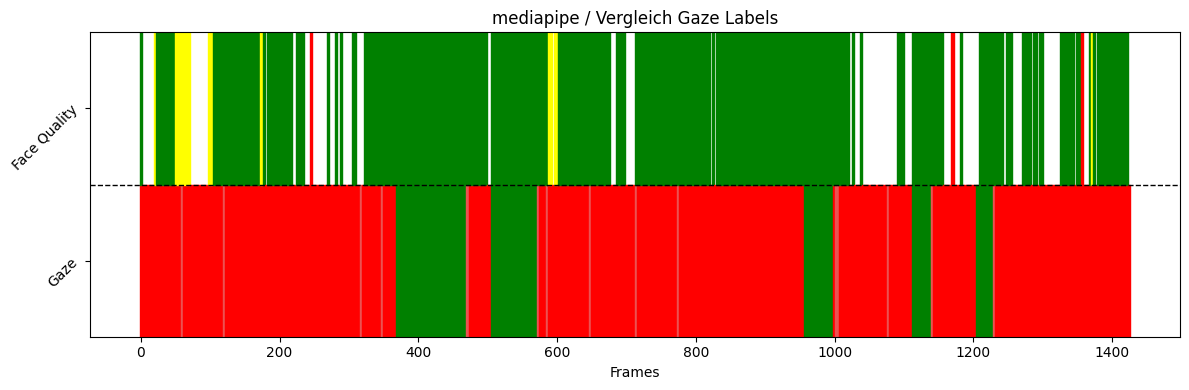 mediapipe / Vergleich Gaze Labels
Face Quality
Gaze
0 200 400 600 800 1000 1200 1400
Frames